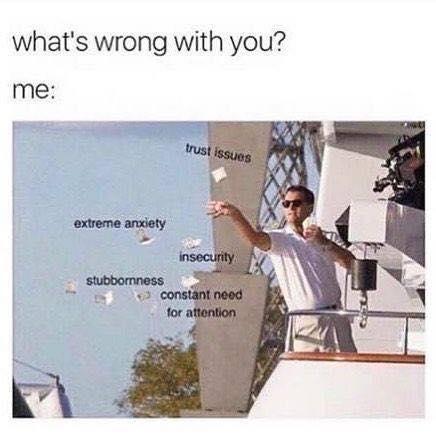 what's wrong with you?
me:
trust issues
extreme anxiety
insecurity
stubbornness
constant need
for attention